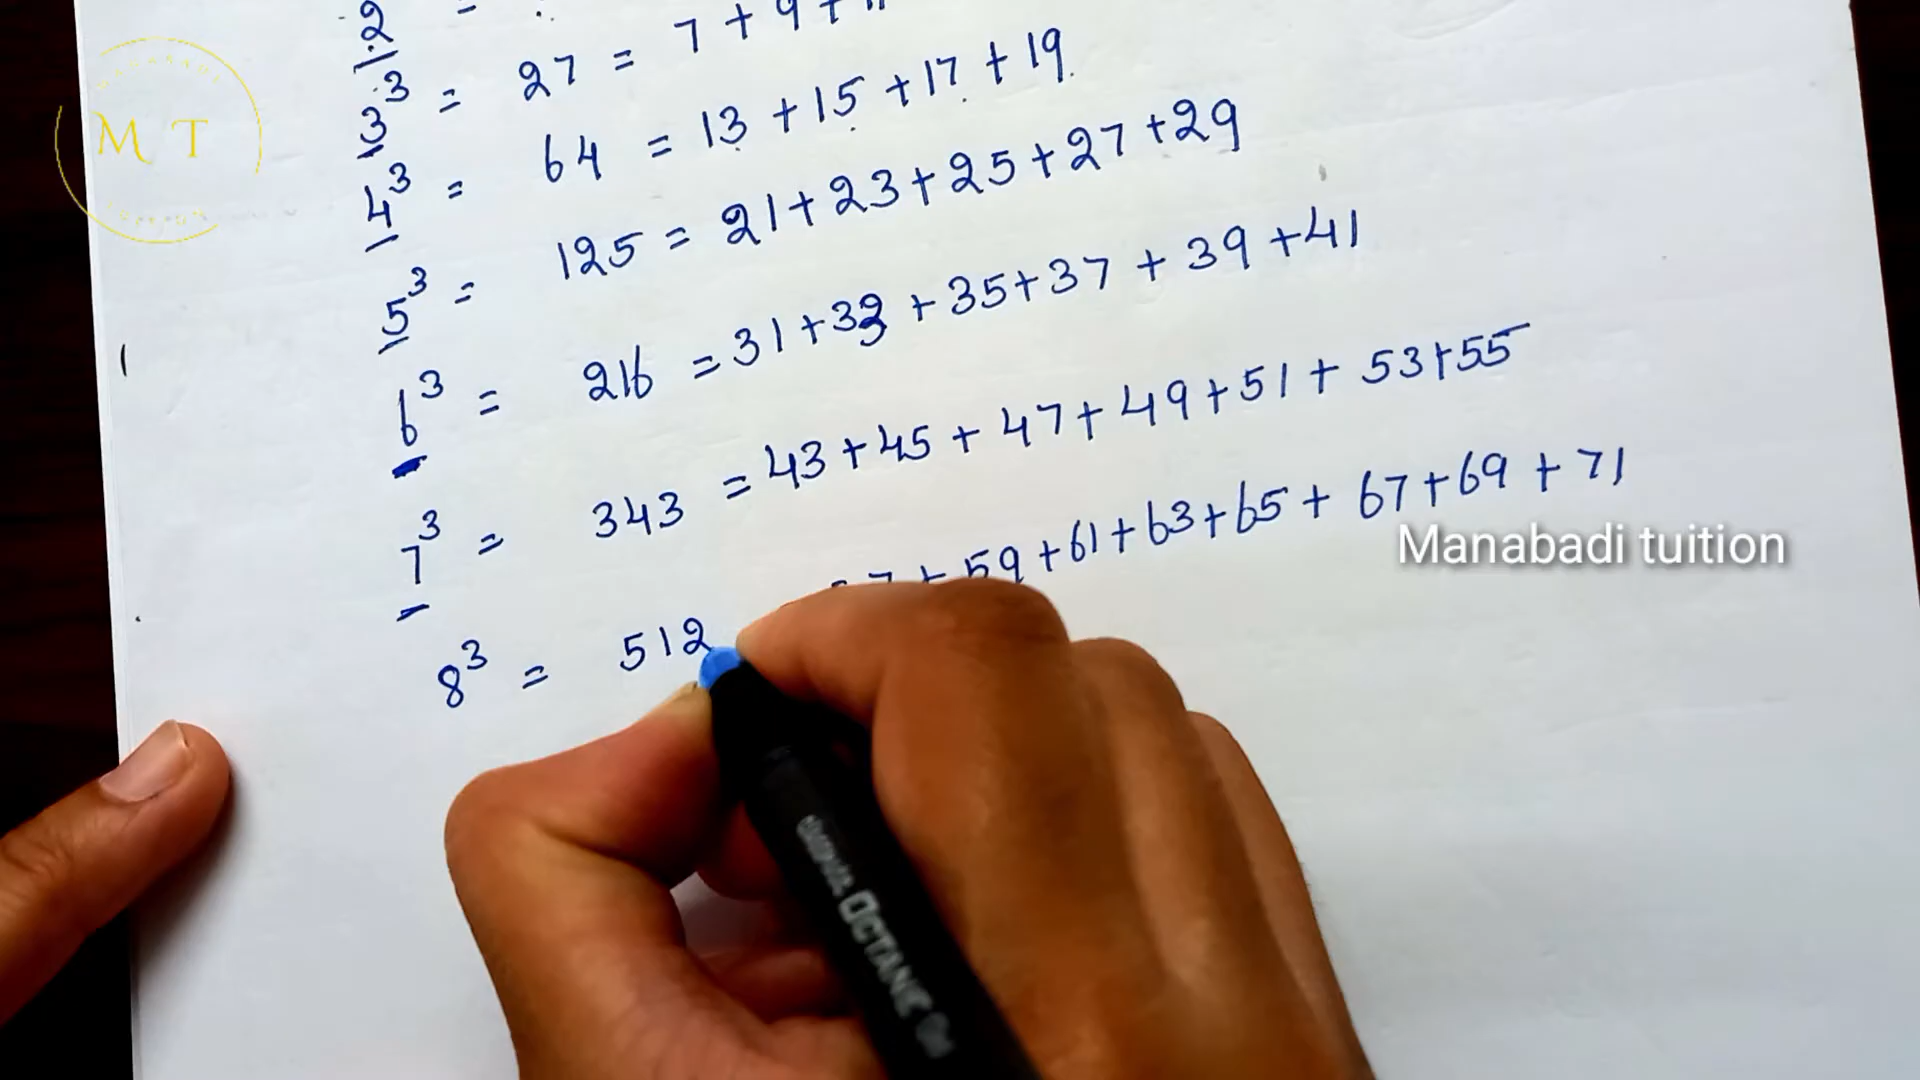 2 =
3³ = 27 = 7 + 9 + 11
4³ = 64 = 13 + 15 + 17 + 19
5³ = 125 = 21 + 23 + 25 + 27 + 29
6³ = 216 = 31 + 33 + 35 + 37 + 39 + 41
7³ = 343 = 43 + 45 + 47 + 49 + 51 + 53 + 55
8³ = 512 + 59 + 61 + 63 + 65 + 67 + 69 + 71
M T
Manabadi tuition
OCTANE